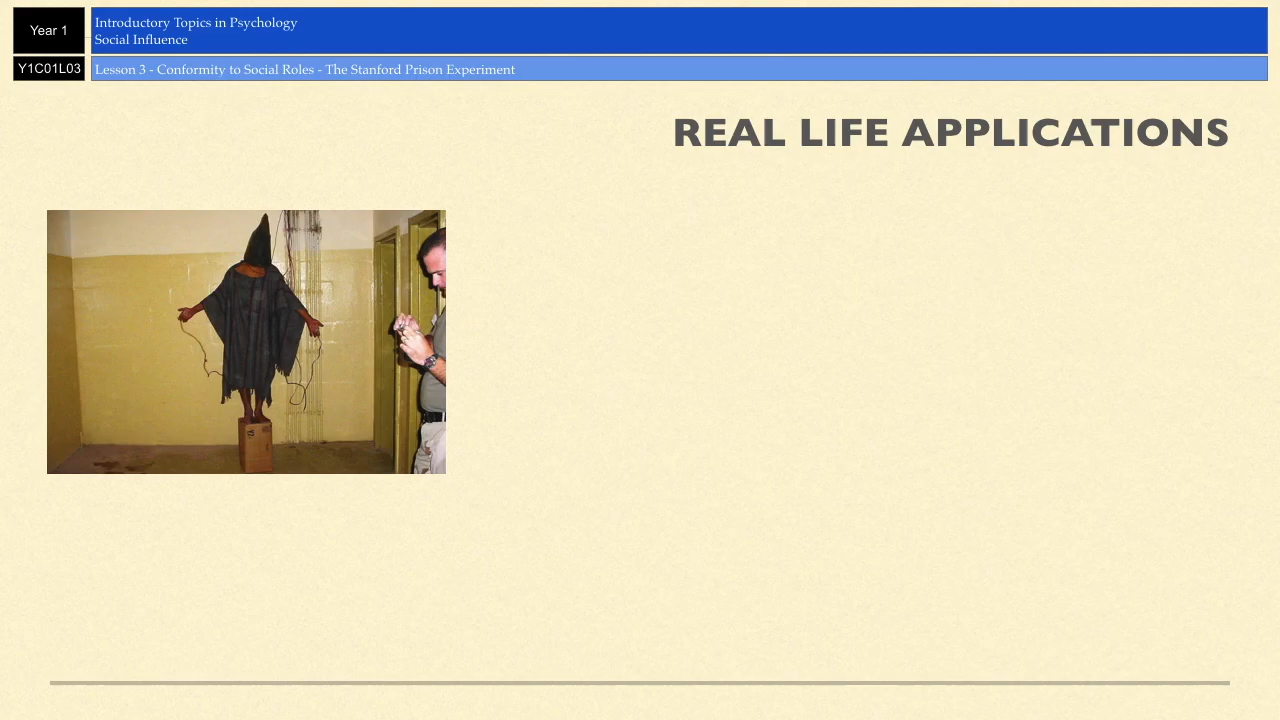 Year 1
Introductory Topics in Psychology
Social Influence
Y1C01L03
Lesson 3 - Conformity to Social Roles - The Stanford Prison Experiment
REAL LIFE APPLICATIONS